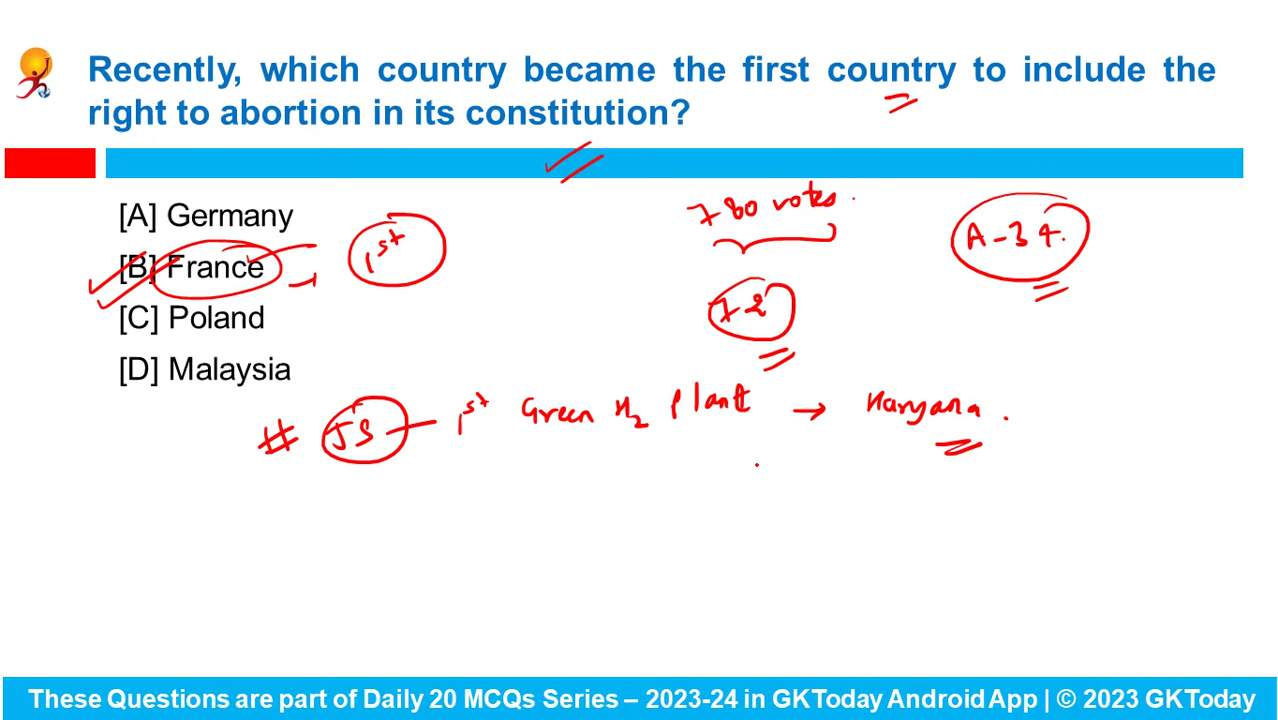 Recently, which country became the first country to include the
right to abortion in its constitution?
[A] Germany
[B] France
[C] Poland
[D] Malaysia
1st
780 votes.
72
A-34.
# JS - 1st Green H2 Plant → Haryana.
These Questions are part of Daily 20 MCQs Series – 2023-24 in GKToday Android App | © 2023 GKToday